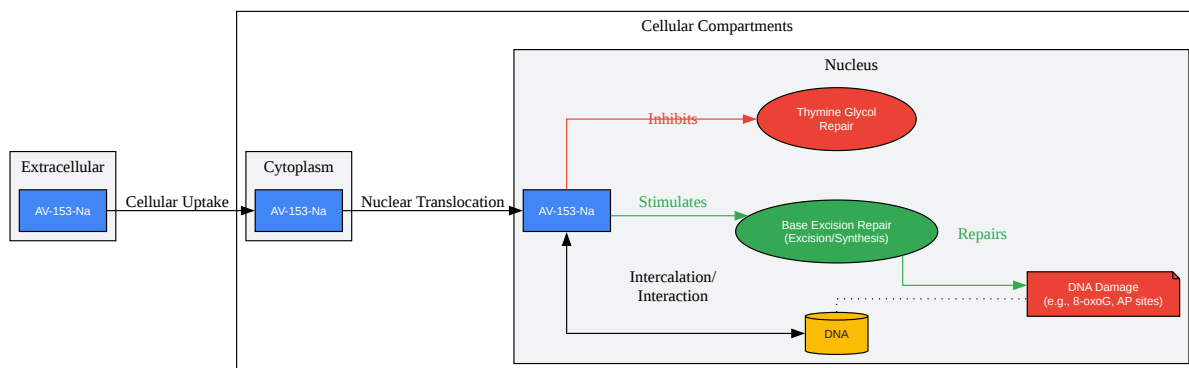 Cellular Compartments
Nucleus
Thymine Glycol
Repair
Inhibits
Extracellular
AV-153-Na
Cellular Uptake
Cytoplasm
AV-153-Na
Nuclear Translocation
AV-153-Na
Stimulates
Base Excision Repair
(Excision/Synthesis)
Repairs
Intercalation/
Interaction
DNA Damage
(e.g., 8-oxoG, AP sites)
DNA